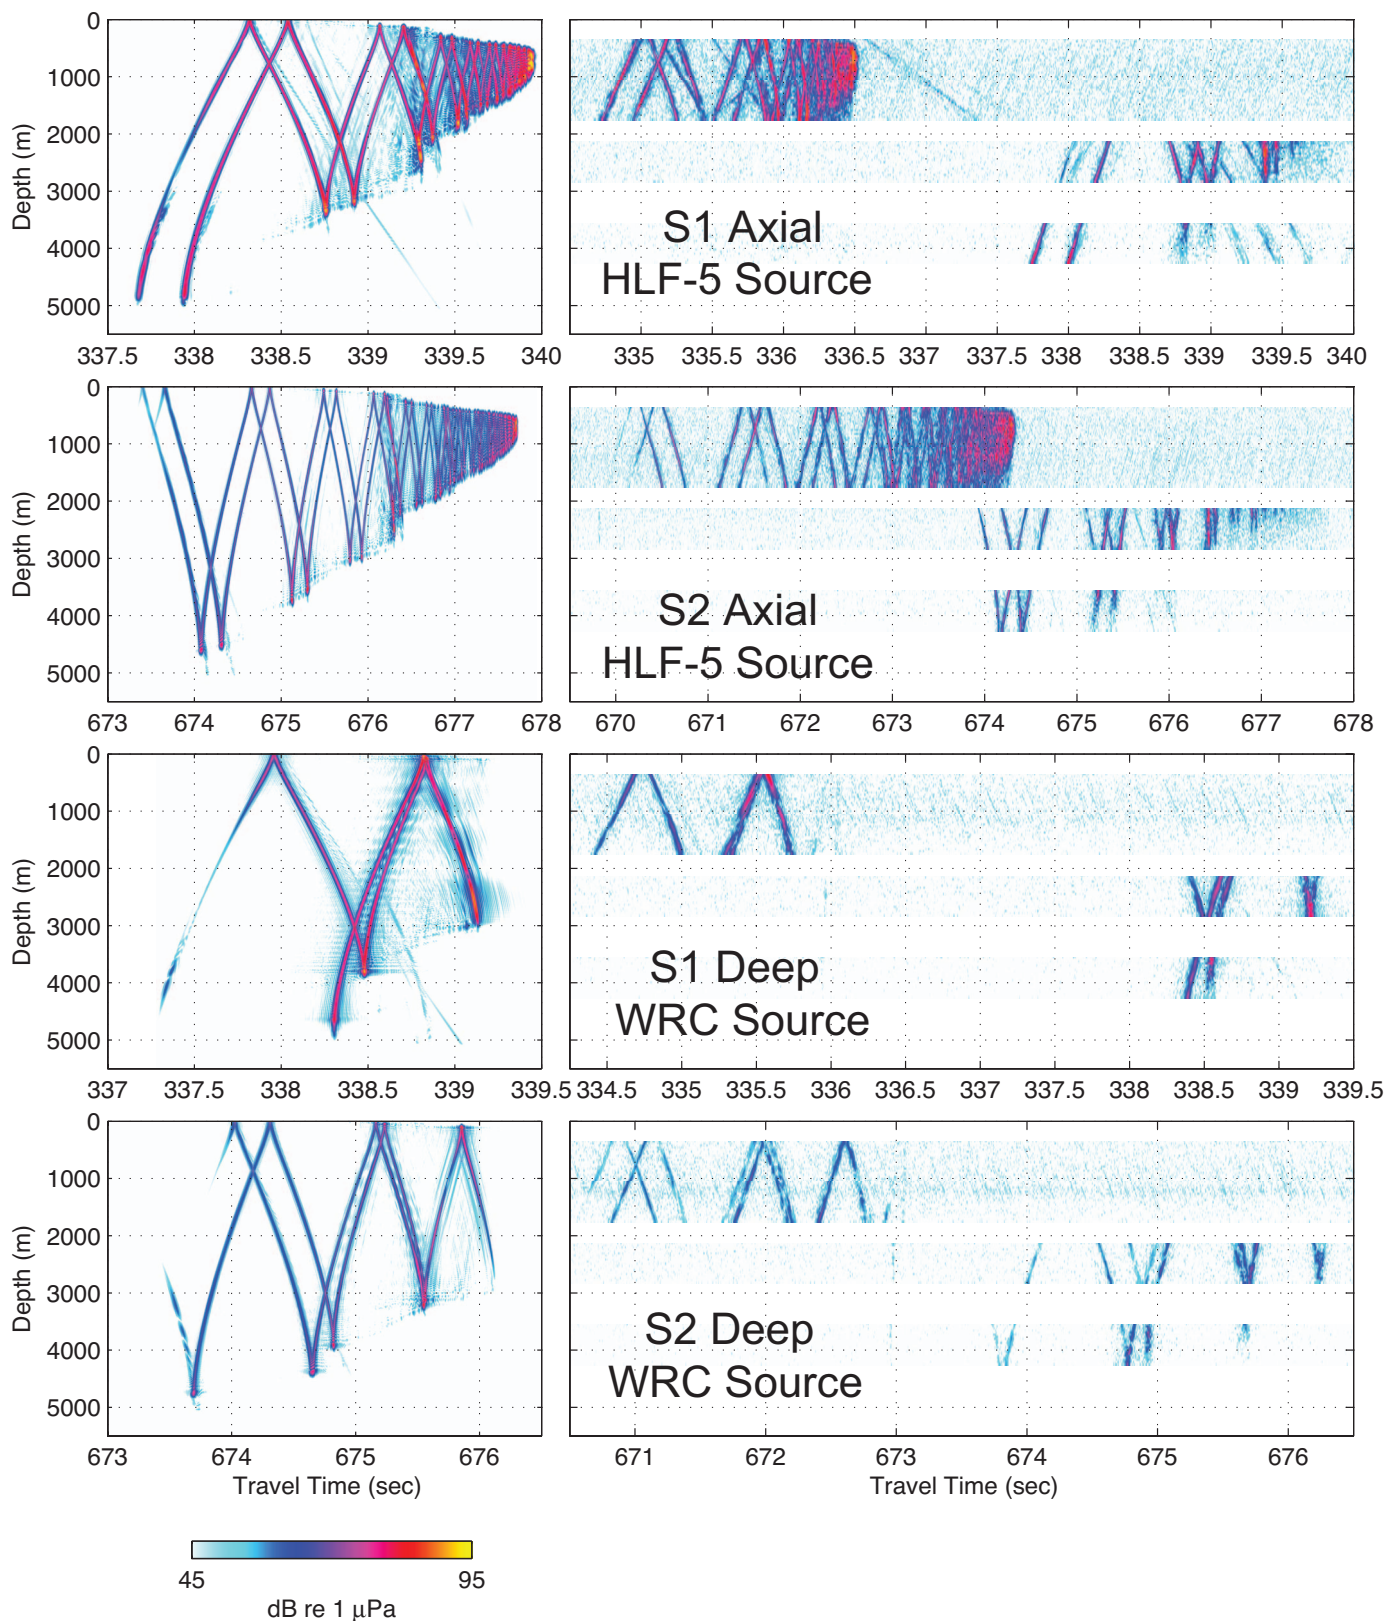 0
1000
2000
3000
4000
5000
Depth (m)
337.5 338 338.5 339 339.5 340
S1 Axial
HLF-5 Source
335 335.5 336 336.5 337 337.5 338 338.5 339 339.5 340
0
1000
2000
3000
4000
5000
Depth (m)
673 674 675 676 677 678
S2 Axial
HLF-5 Source
670 671 672 673 674 675 676 677 678
0
1000
2000
3000
4000
5000
Depth (m)
337 337.5 338 338.5 339 339.5
S1 Deep
WRC Source
334.5 335 335.5 336 336.5 337 337.5 338 338.5 339 339.5
0
1000
2000
3000
4000
5000
Depth (m)
673 674 675 676
Travel Time (sec)
S2 Deep
WRC Source
671 672 673 674 675 676
Travel Time (sec)
45 95
dB re 1 μPa